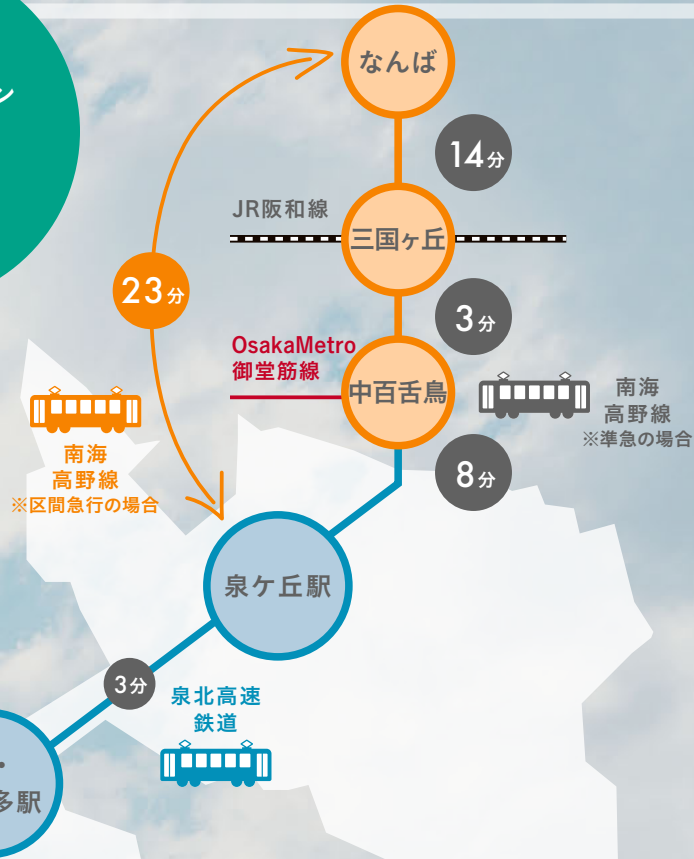 なんば
14分
JR阪和線
三国ヶ丘
23分
3分
OsakaMetro
御堂筋線
中百舌鳥
南海
高野線
※準急の場合
南海
高野線
※区間急行の場合
8分
泉ケ丘駅
3分
泉北高速
鉄道
多駅